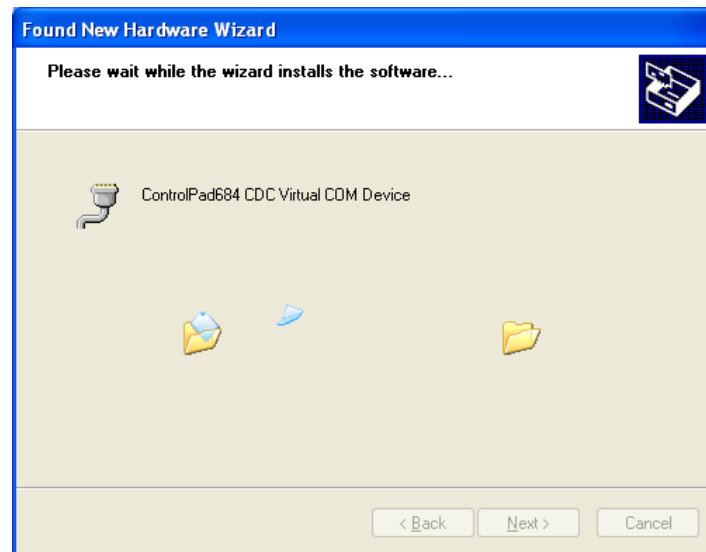 Found New Hardware Wizard
Please wait while the wizard installs the software...
ControlPad684 CDC Virtual COM Device
< Back
Next >
Cancel